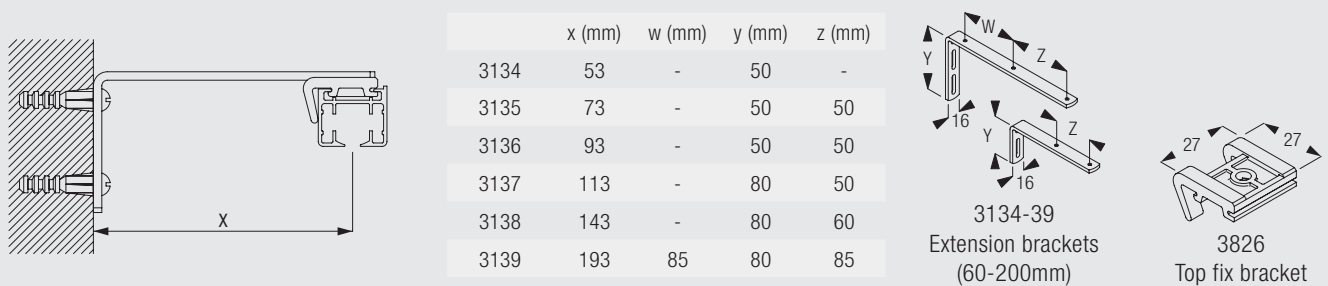 X
x (mm) w (mm) y (mm) z (mm)
3134 53 - 50 -
3135 73 - 50 50
3136 93 - 50 50
3137 113 - 80 50
3138 143 - 80 60
3139 193 85 80 85
W
Y
Z
16
Y
Z
16
3134-39
Extension brackets
(60-200mm)
27
27
3826
Top fix bracket